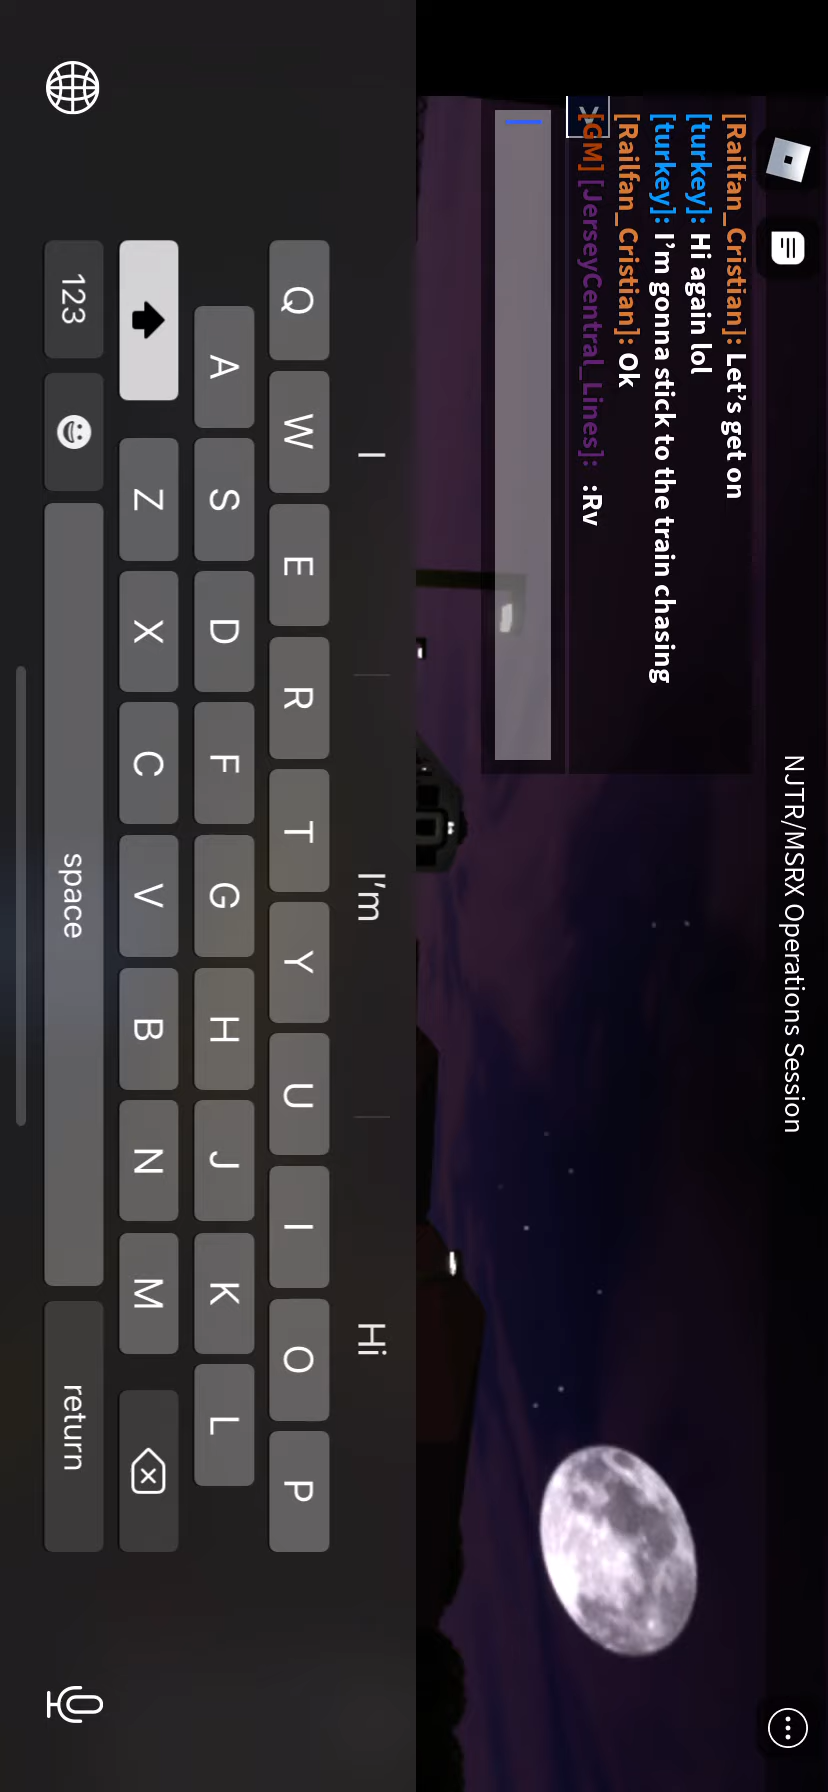 NJTR/MSRX Operations Session
[Railfan_Cristian]: Let's get on
[turkey]: Hi again lol
[turkey]: I'm gonna stick to the train chasing
[Railfan_Cristian]: Ok
[GM] [JerseyCentral_Lines]: :Rv
I I'm Hi
Q W E R T Y U I O P
A S D F G H J K L
Z X C V B N M
123 space return